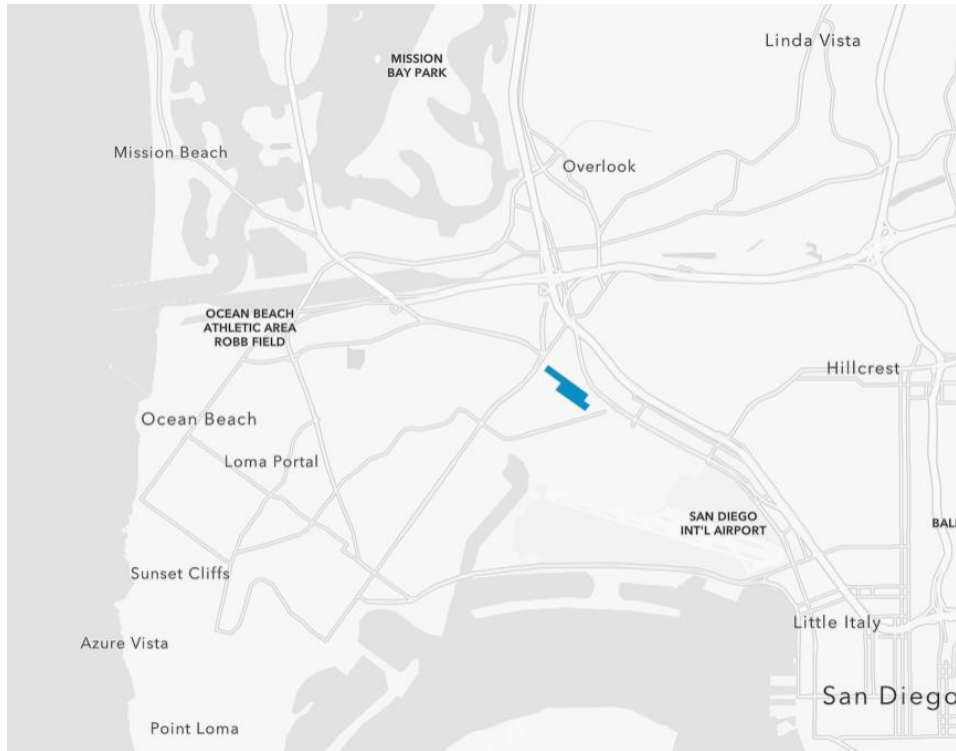 Linda Vista
MISSION
BAY PARK
Mission Beach
Overlook
OCEAN BEACH
ATHLETIC AREA
ROBB FIELD
Hillcrest
Ocean Beach
Loma Portal
SAN DIEGO
INT'L AIRPORT
BAL
Sunset Cliffs
Little Italy
Azure Vista
San Diego
Point Loma